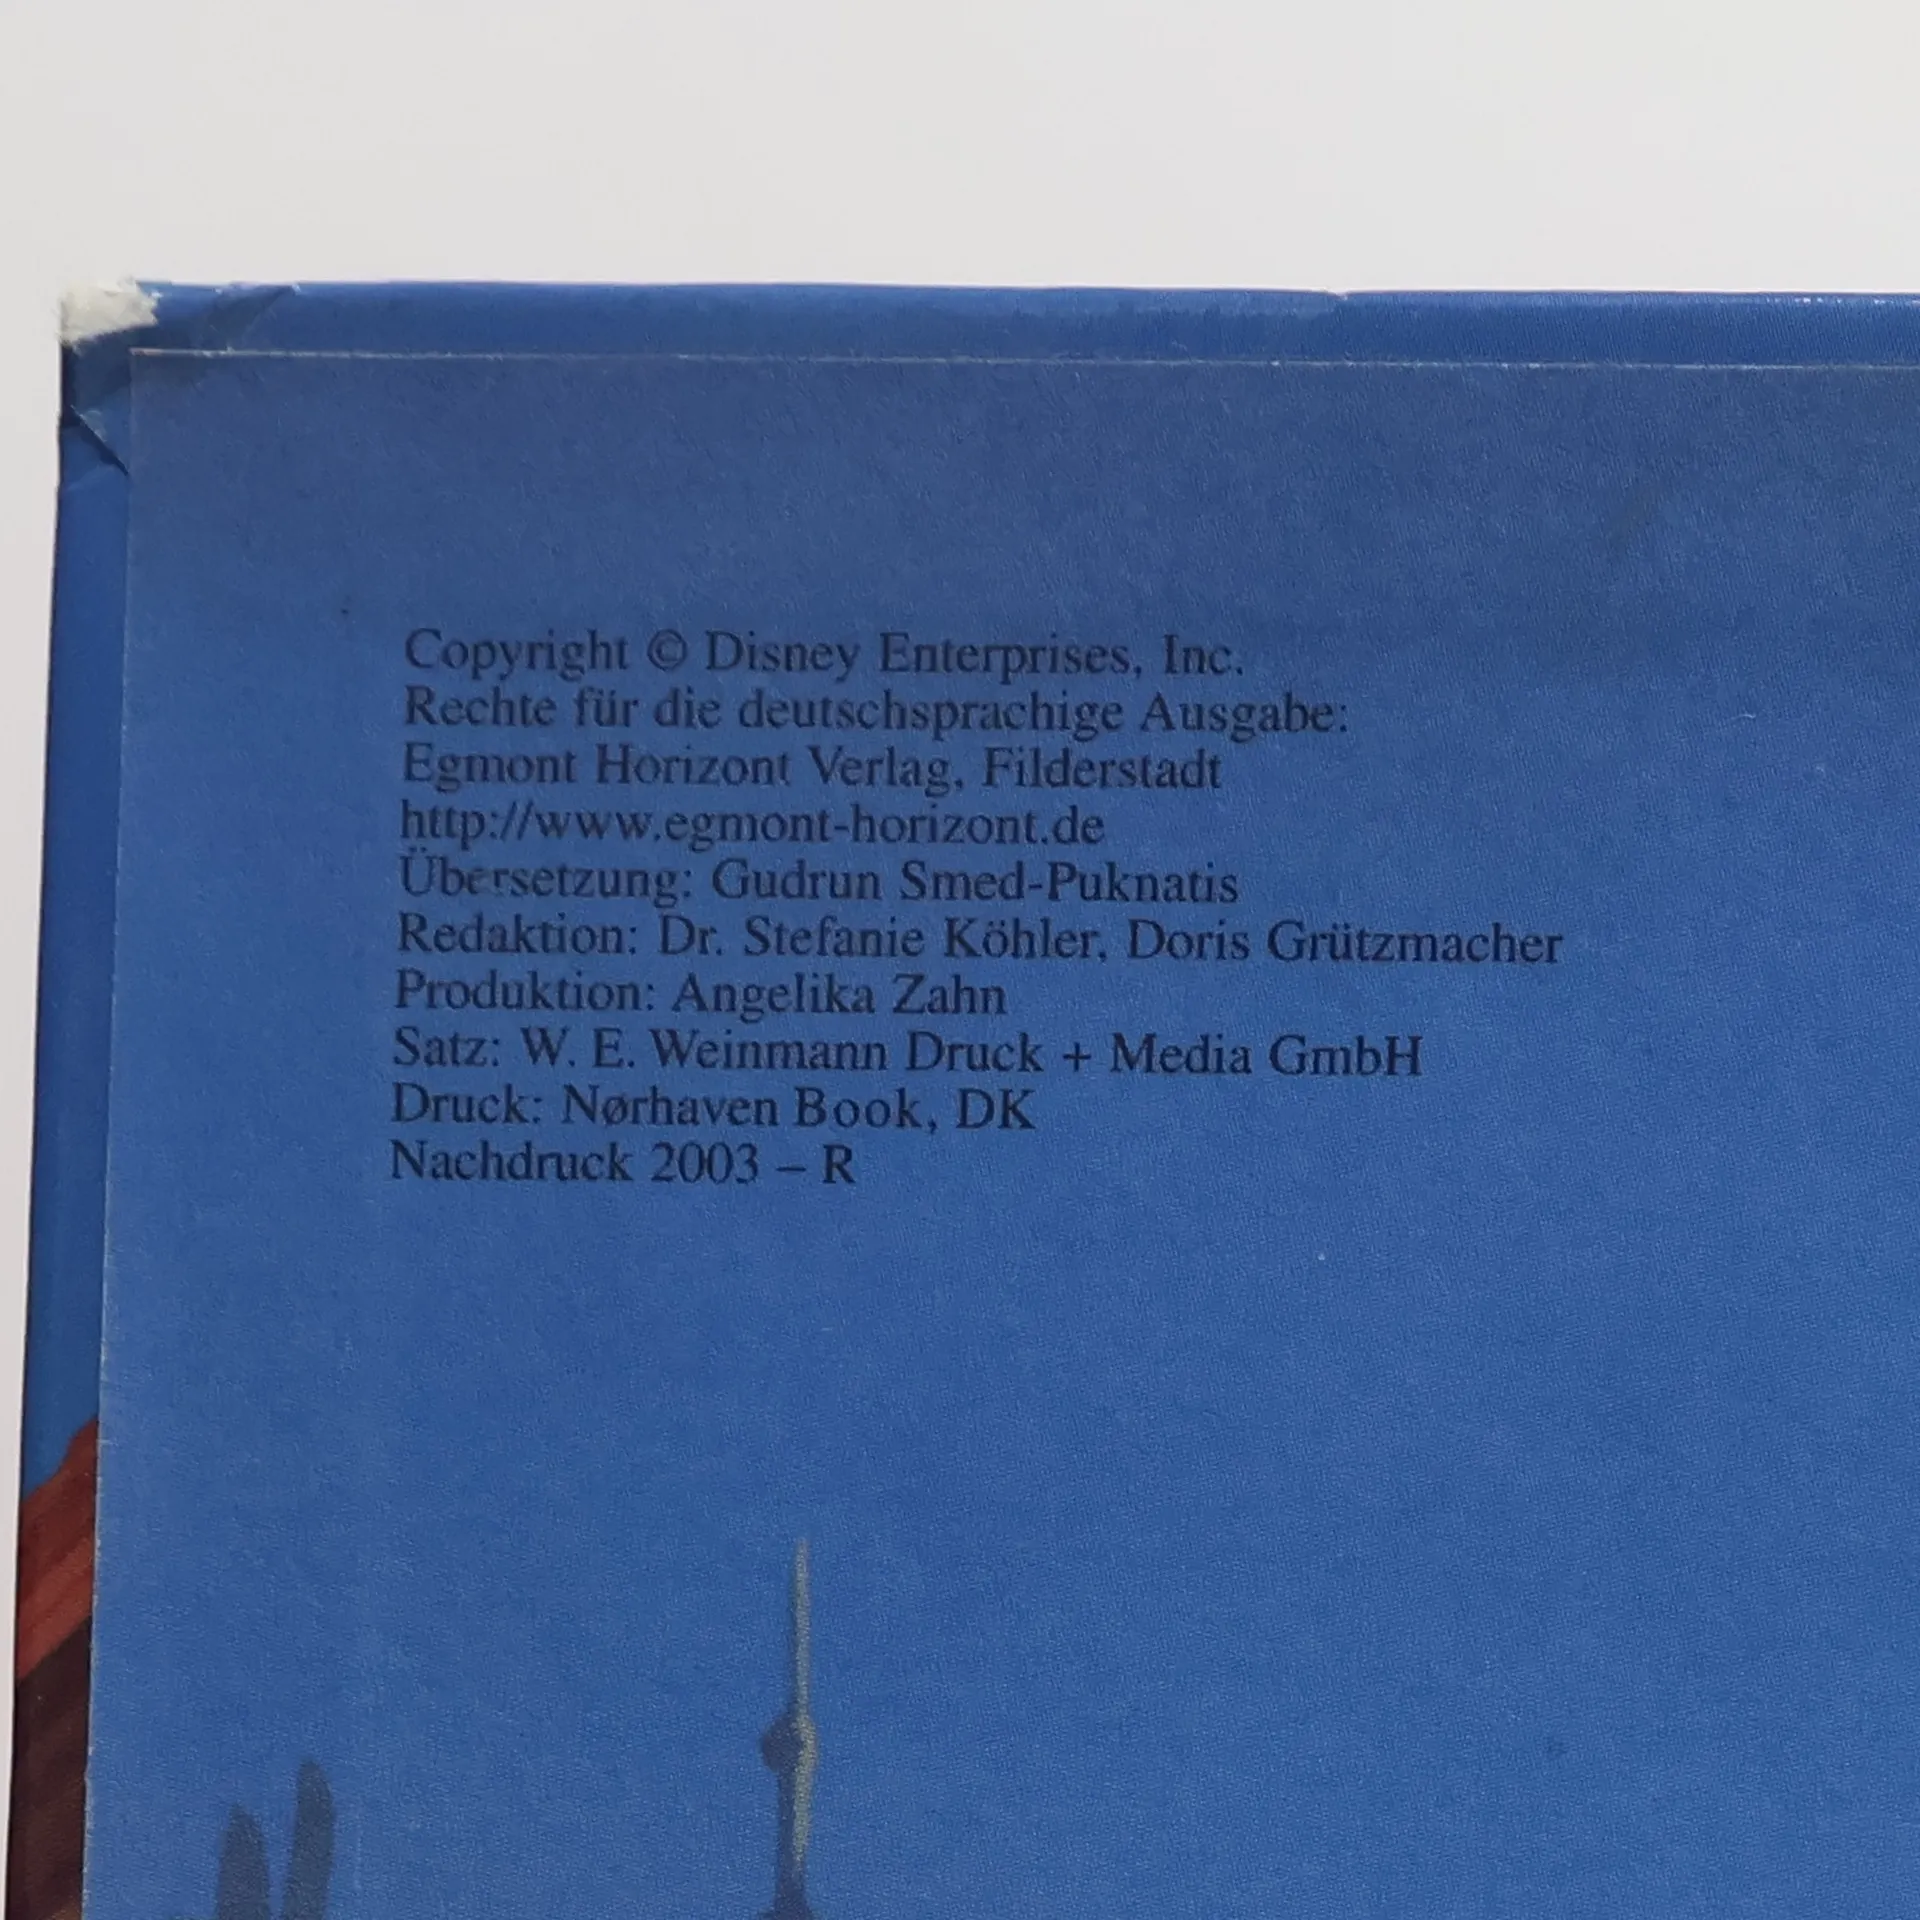 Copyright © Disney Enterprises, Inc.
Rechte für die deutschsprachige Ausgabe:
Egmont Horizont Verlag, Filderstadt
http://www.egmont-horizont.de
Übersetzung: Gudrun Smed-Puknatis
Redaktion: Dr. Stefanie Köhler, Doris Grützmacher
Produktion: Angelika Zahn
Satz: W. E. Weinmann Druck + Media GmbH
Druck: Nørhaven Book, DK
Nachdruck 2003 – R